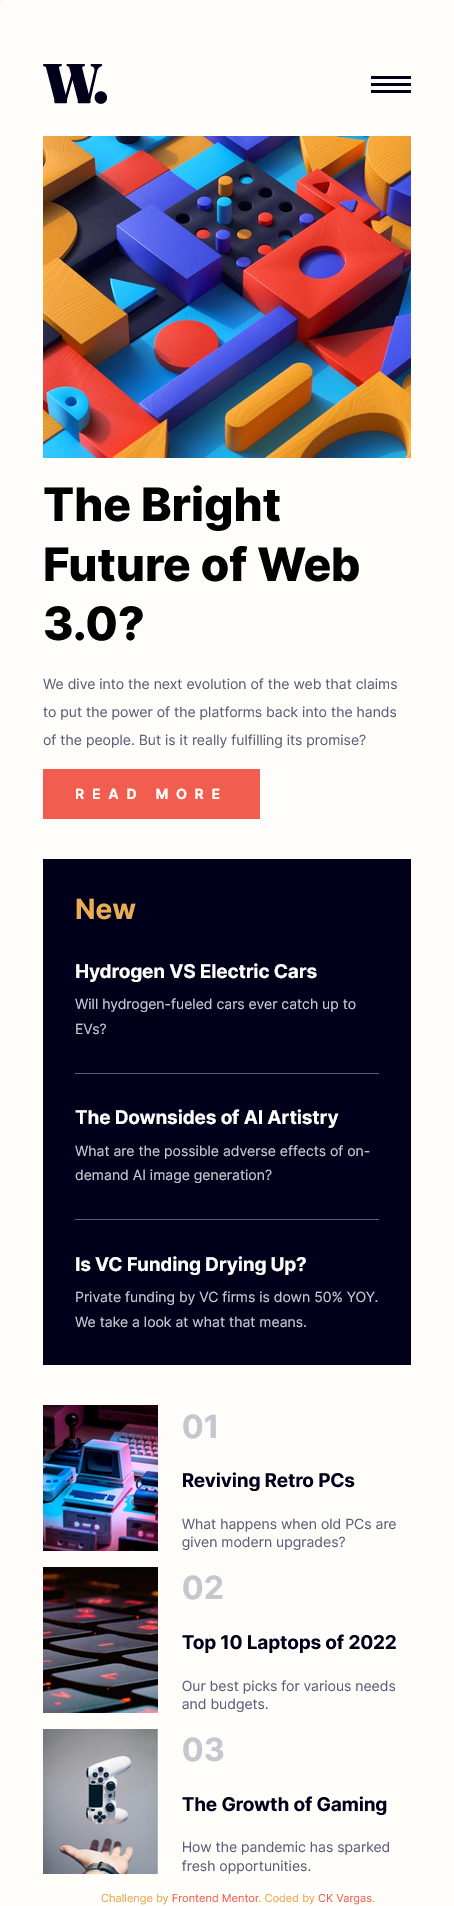 W.
The Bright
Future of Web
3.0?
We dive into the next evolution of the web that claims
to put the power of the platforms back into the hands
of the people. But is it really fulfilling its promise?
READ MORE
New
Hydrogen VS Electric Cars
Will hydrogen-fueled cars ever catch up to
EVs?
The Downsides of AI Artistry
What are the possible adverse effects of on-
demand AI image generation?
Is VC Funding Drying Up?
Private funding by VC firms is down 50% YOY.
We take a look at what that means.
01
Reviving Retro PCs
What happens when old PCs are
given modern upgrades?
02
Top 10 Laptops of 2022
Our best picks for various needs
and budgets.
03
The Growth of Gaming
How the pandemic has sparked
fresh opportunities.
Challenge by Frontend Mentor. Coded by CK Vargas.